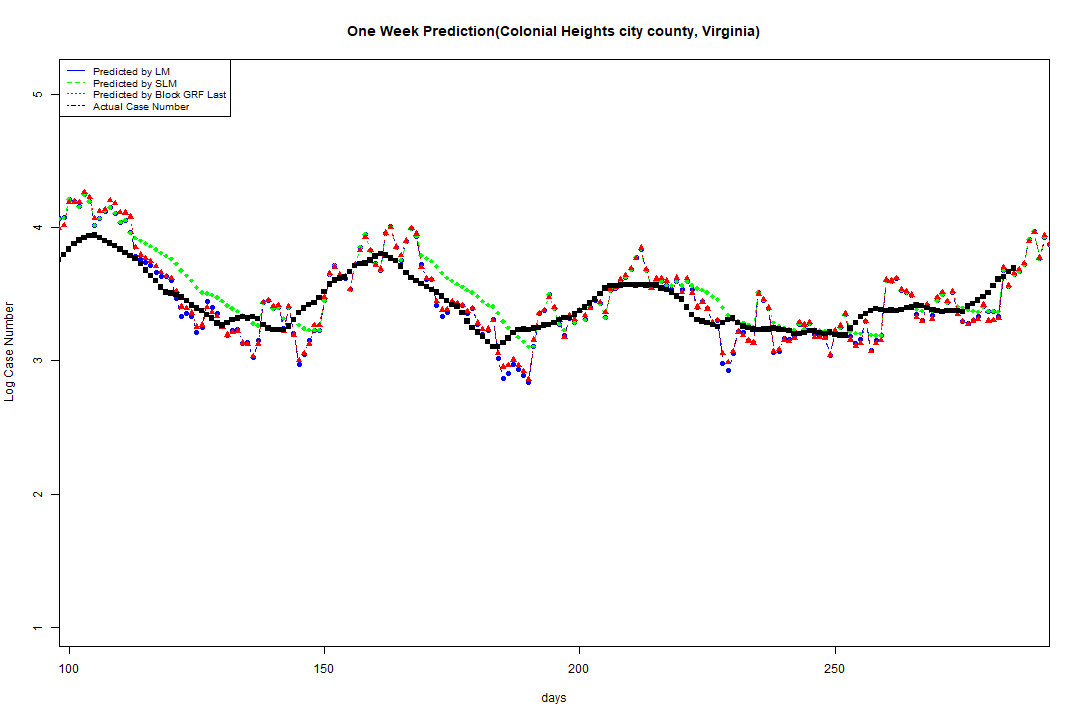 One Week Prediction(Colonial Heights city county, Virginia)
Predicted by LM
Predicted by SLM
Predicted by Block GRF Last
Actual Case Number
5
4
3
2
1
Log Case Number
100 150 200 250
days